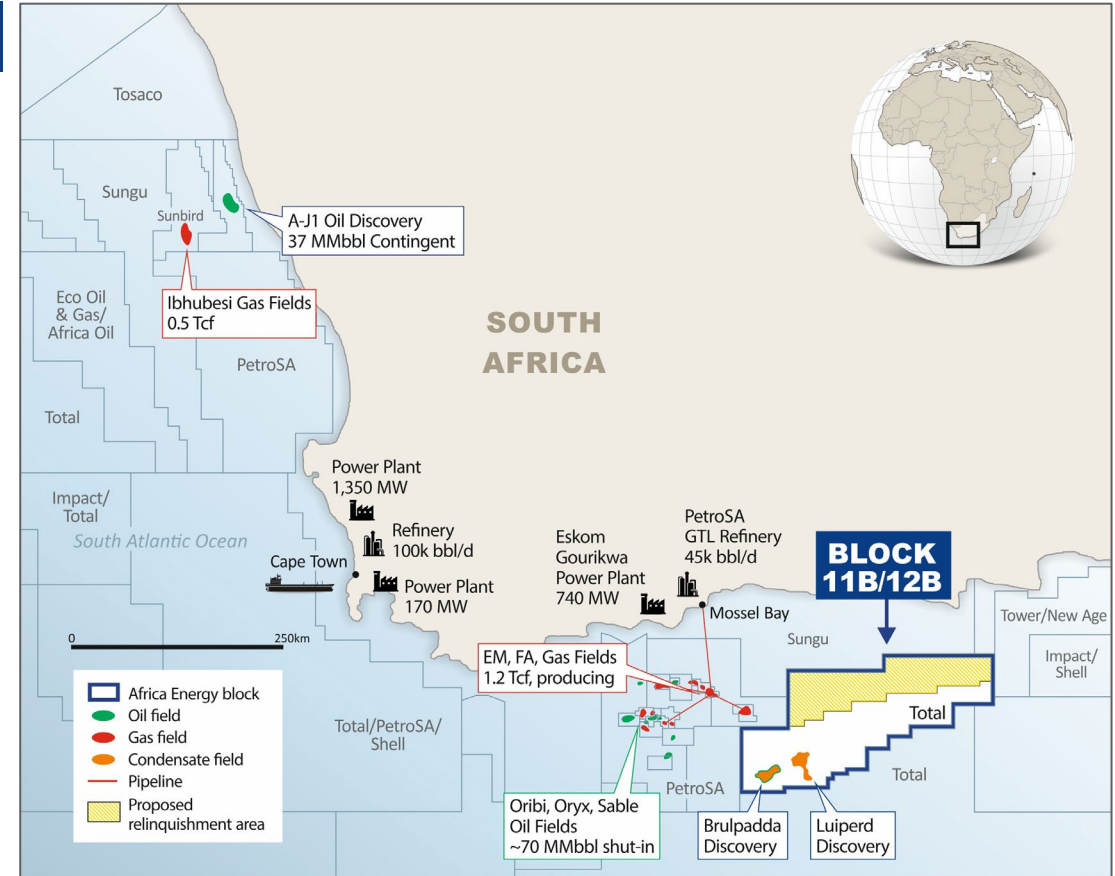 Tosaco
Sungu
Sunbird
A-J1 Oil Discovery
37 MMbbl Contingent
Ibhubesi Gas Fields
0.5 Tcf
Eco Oil
& Gas/
Africa Oil
PetroSA
Total
SOUTH
AFRICA
Impact/
Total
South Atlantic Ocean
Power Plant
1,350 MW
Refinery
100k bbl/d
Cape Town
Power Plant
170 MW
Eskom
Gourikwa
Power Plant
740 MW
PetroSA
GTL Refinery
45k bbl/d
Mossel Bay
BLOCK
11B/12B
Sungu
Tower/New Age
Impact/
Shell
0 250km
EM, FA, Gas Fields
1.2 Tcf, producing
Total
Total
Total/PetroSA/
Shell
PetroSA
Oribi, Oryx, Sable
Oil Fields
~70 MMbbl shut-in
Brulpadda
Discovery
Luiperd
Discovery
Africa Energy block
Oil field
Gas field
Condensate field
Pipeline
Proposed
relinquishment area